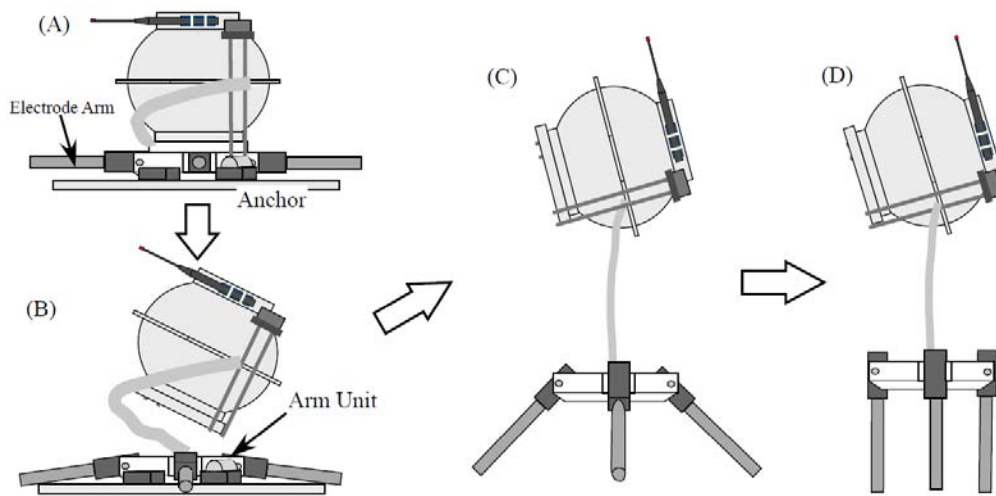 (A)
Electrode Arm
Anchor
(B)
Arm Unit
(C)
(D)